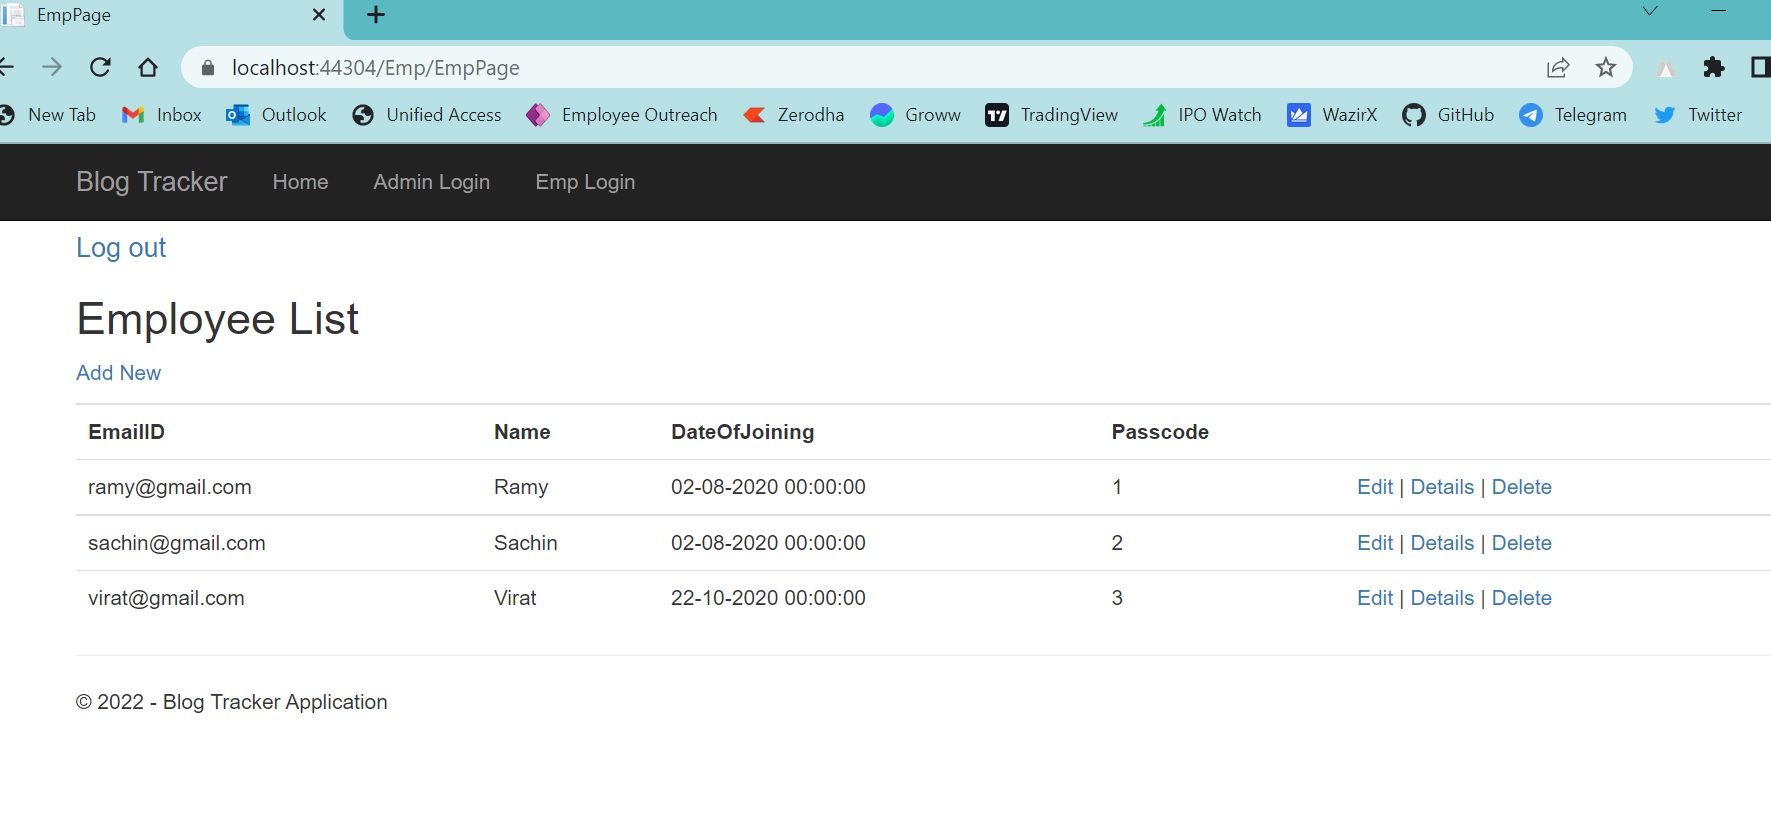 EmpPage
localhost:44304/Emp/EmpPage
New Tab Inbox Outlook Unified Access Employee Outreach Zerodha Groww TradingView IPO Watch WazirX GitHub Telegram Twitter
Blog Tracker Home Admin Login Emp Login
Log out
Employee List
Add New
EmailID Name DateOfJoining Passcode
ramy@gmail.com Ramy 02-08-2020 00:00:00 1 Edit | Details | Delete
sachin@gmail.com Sachin 02-08-2020 00:00:00 2 Edit | Details | Delete
virat@gmail.com Virat 22-10-2020 00:00:00 3 Edit | Details | Delete
© 2022 - Blog Tracker Application